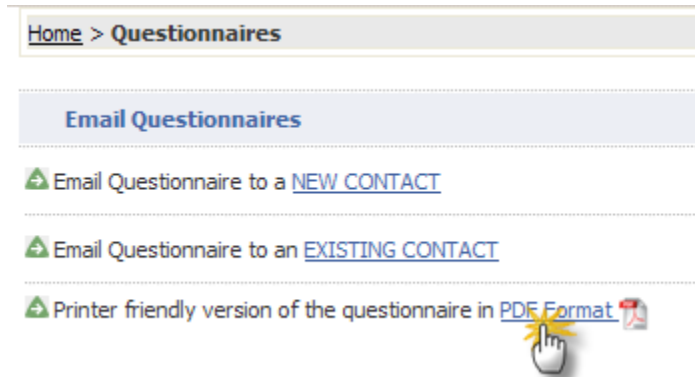 Home > Questionnaires
Email Questionnaires
Email Questionnaire to a NEW CONTACT
Email Questionnaire to an EXISTING CONTACT
Printer friendly version of the questionnaire in PDF Format